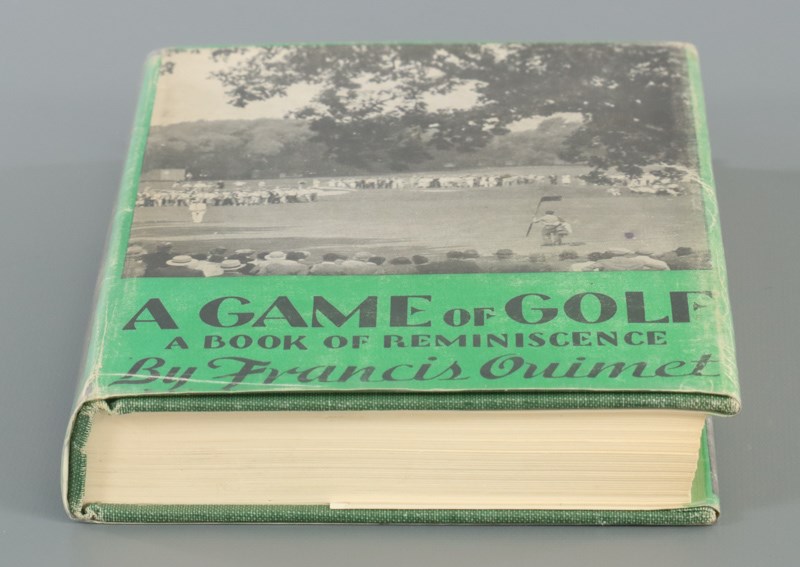 A GAME OF GOLF
A BOOK OF REMINISCENCE
By Francis Ouimet